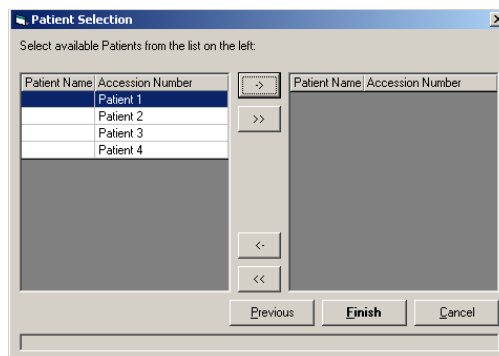 Patient Selection
Select available Patients from the list on the left:
Patient Name Accession Number
Patient 1
Patient 2
Patient 3
Patient 4
->
>>
<-
<<
Patient Name Accession Number
Previous Finish Cancel